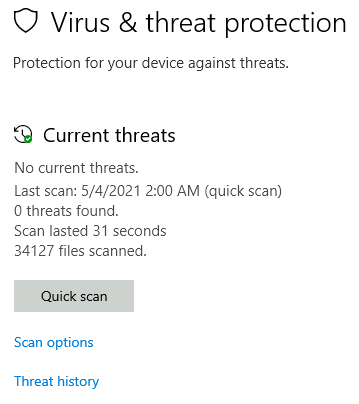 Virus & threat protection
Protection for your device against threats.
Current threats
No current threats.
Last scan: 5/4/2021 2:00 AM (quick scan)
0 threats found.
Scan lasted 31 seconds
34127 files scanned.
Quick scan
Scan options
Threat history